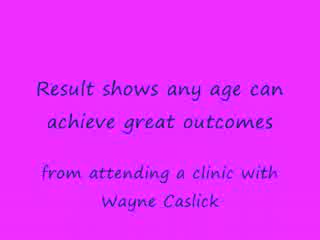 Result shows any age can
achieve great outcomes
from attending a clinic with
Wayne Caslick